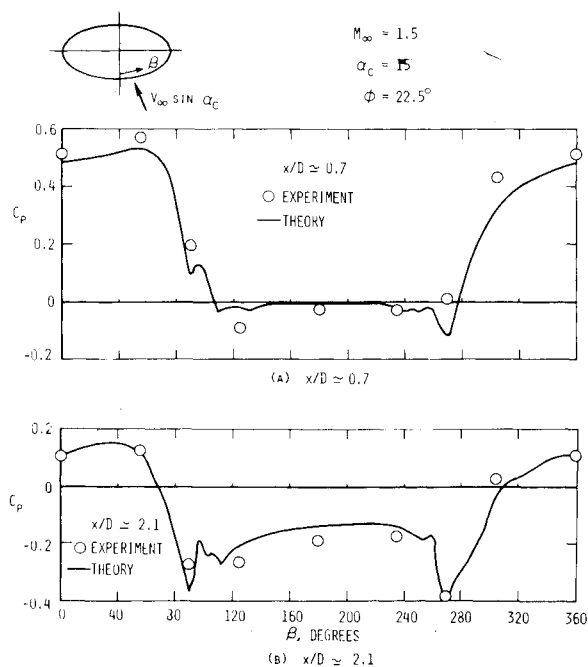 M∞ = 1.5
αC = 15
Φ = 22.5°
β
V∞ SIN αC
0.6
0.4
0.2
0
-0.2
CP
x/D ≃ 0.7
EXPERIMENT
THEORY
(A) x/D ≃ 0.7
0.2
0
-0.2
-0.4
CP
x/D ≃ 2.1
EXPERIMENT
THEORY
0 40 80 120 160 200 240 280 320 360
β, DEGREES
(B) x/D ≃ 2.1